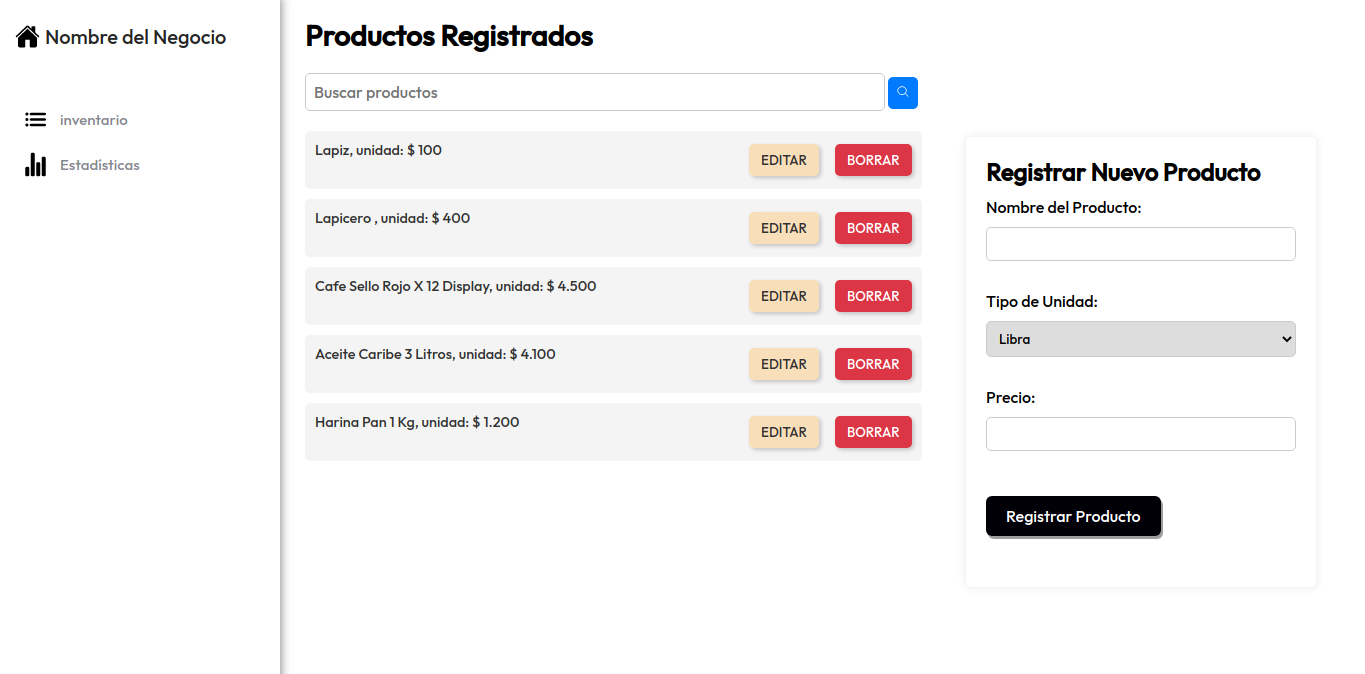 Nombre del Negocio
inventario
Estadísticas
Productos Registrados
Buscar productos
Lapiz, unidad: $ 100
EDITAR
BORRAR
Lapicero , unidad: $ 400
EDITAR
BORRAR
Cafe Sello Rojo X 12 Display, unidad: $ 4.500
EDITAR
BORRAR
Aceite Caribe 3 Litros, unidad: $ 4.100
EDITAR
BORRAR
Harina Pan 1 Kg, unidad: $ 1.200
EDITAR
BORRAR
Registrar Nuevo Producto
Nombre del Producto:
Tipo de Unidad:
Libra
Precio:
Registrar Producto